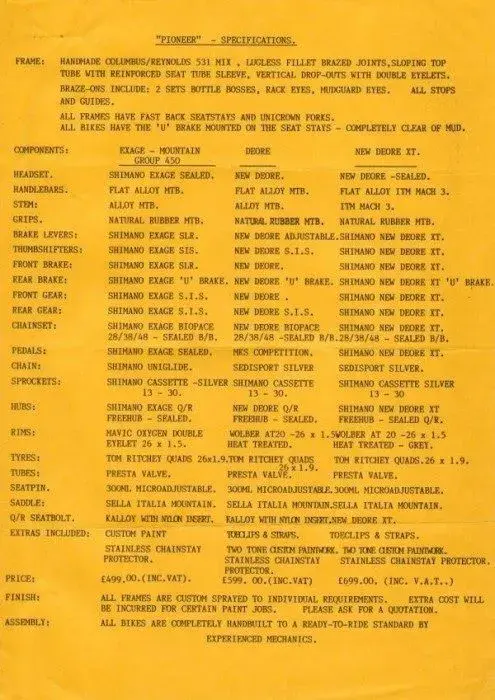 "PIONEER" - SPECIFICATIONS.
FRAME: HANDMADE COLUMBUS/REYNOLDS 531 MIX , LUGLESS FILLET BRAZED JOINTS,SLOPING TOP
TUBE WITH REINFORCED SEAT TUBE SLEEVE, VERTICAL DROP-OUTS WITH DOUBLE EYELETS.
BRAZE-ONS INCLUDE: 2 SETS BOTTLE BOSSES, RACK EYES, MUDGUARD EYES. ALL STOPS
AND GUIDES.
ALL FRAMES HAVE FAST BACK SEATSTAYS AND UNICROWN FORKS.
ALL BIKES HAVE THE 'U' BRAKE MOUNTED ON THE SEAT STAYS - COMPLETELY CLEAR OF MUD.
COMPONENTS: EXAGE - MOUNTAIN DEORE NEW DEORE XT.
GROUP 450
HEADSET. SHIMANO EXAGE SEALED. NEW DEORE. NEW DEORE -SEALED.
HANDLEBARS. FLAT ALLOY MTB. FLAT ALLOY MTB. FLAT ALLOY ITM MACH 3.
STEM: ALLOY MTB. ALLOY MTB. ITM MACH 3.
GRIPS. NATURAL RUBBER MTB. NATURAL RUBBER MTB. NATURAL RUBBER MTB.
BRAKE LEVERS: SHIMANO EXAGE SLR. NEW DEORE ADJUSTABLE.SHIMANO NEW DEORE XT.
THUMBSHIFTERS: SHIMANO EXAGE SIS. NEW DEORE S.I.S. SHIMANO NEW DEORE XT.
FRONT BRAKE: SHIMANO EXAGE SLR. NEW DEORE. SHIMANO NEW DEORE XT.
REAR BRAKE: SHIMANO EXAGE 'U' BRAKE. NEW DEORE 'U' BRAKE. SHIMANO NEW DEORE XT 'U' BRAKE.
FRONT GEAR: SHIMANO EXAGE S.I.S. NEW DEORE . SHIMANO NEW DEORE XT.
REAR GEAR: SHIMANO EXAGE S.I.S. NEW DEORE S.I.S. SHIMANO NEW DEORE XT.
CHAINSET: SHIMANO EXAGE BIOPACE NEW DEORE BIOPACE SHIMANO NEW DEORE XT.
28/38/48 - SEALED B/B. 28/38/48 -SEALED B/B.28/38/48 - SEALED B/B.
PEDALS: SHIMANO EXAGE SEALED. MKS COMPETITION. SHIMANO NEW DEORE XT.
CHAIN: SHIMANO UNIGLIDE. SEDISPORT SILVER SEDISPORT SILVER.
SPROCKETS: SHIMANO CASSETTE -SILVER SHIMANO CASSETTE SHIMANO CASSETTE SILVER
13 - 30. 13 - 30. 13 - 30
HUBS: SHIMANO EXAGE Q/R NEW DEORE Q/R SHIMANO NEW DEORE XT
FREEHUB - SEALED. FREEHUB - SEALED. FREEHUB - SEALED Q/R.
RIMS: MAVIC OXYGEN DOUBLE WOLBER AT20 -26 x 1.5WOLBER AT 20 -26 x 1.5
EYELET 26 x 1.5. HEAT TREATED. HEAT TREATED - GREY.
TYRES: TOM RITCHEY QUADS 26x1.9.TOM RITCHEY QUADS TOM RITCHEY QUADS.26 x 1.9.
26 x 1.9.
TUBES: PRESTA VALVE. PRESTA VALVE. PRESTA VALVE.
SEATPIN. 300ML MICROADJUSTABLE. 300ML MICROADJUSTABLE.300ML MICROADJUSTABLE.
SADDLE: SELLA ITALIA MOUNTAIN. SELLA ITALIA MOUNTAIN.SELLA ITALIA MOUNTAIN.
Q/R SEATBOLT. KALLOY WITH NYLON INSERT. KALLOY WITH NYLON INSERT.NEW DEORE XT.
EXTRAS INCLUDED: CUSTOM PAINT TOECLIPS & STRAPS. TOECLIPS & STRAPS.
STAINLESS CHAINSTAY TWO TONE CUSTOM PAINTWORK. TWO TONE CUSTOM PAINTWORK.
PROTECTOR. STAINLESS CHAINSTAY STAINLESS CHAINSTAY PROTECTOR.
PROTECTOR.
PRICE: £499.00.(INC.VAT). £599. 00.(INC.VAT) £699.00. (INC. V.A.T..)
FINISH: ALL FRAMES ARE CUSTOM SPRAYED TO INDIVIDUAL REQUIREMENTS. EXTRA COST WILL
BE INCURRED FOR CERTAIN PAINT JOBS. PLEASE ASK FOR A QUOTATION.
ASSEMBLY: ALL BIKES ARE COMPLETELY HANDBUILT TO A READY-TO-RIDE STANDARD BY
EXPERIENCED MECHANICS.